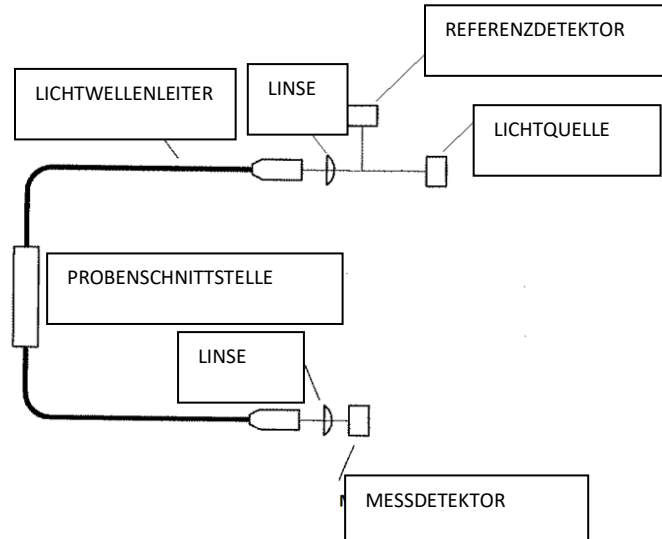 REFERENZDETEKTOR
LICHTWELLENLEITER
LINSE
LICHTQUELLE
PROBENSCHNITTSTELLE
LINSE
MESSDETEKTOR